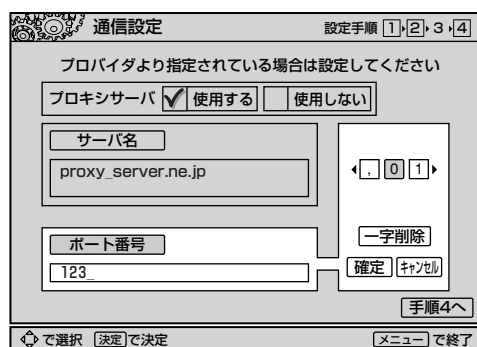 通信設定
設定手順 1 2 3 4
プロバイダより指定されている場合は設定してください
プロキシサーバ 使用する 使用しない
サーバ名
proxy_server.ne.jp
, 0 1
ポート番号
123_
一字削除
確定 キャンセル
手順4へ
で選択 決定で決定 メニューで終了